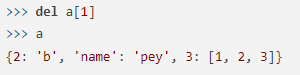 >>> del a[1]
>>> a
{2: 'b', 'name': 'pey', 3: [1, 2, 3]}